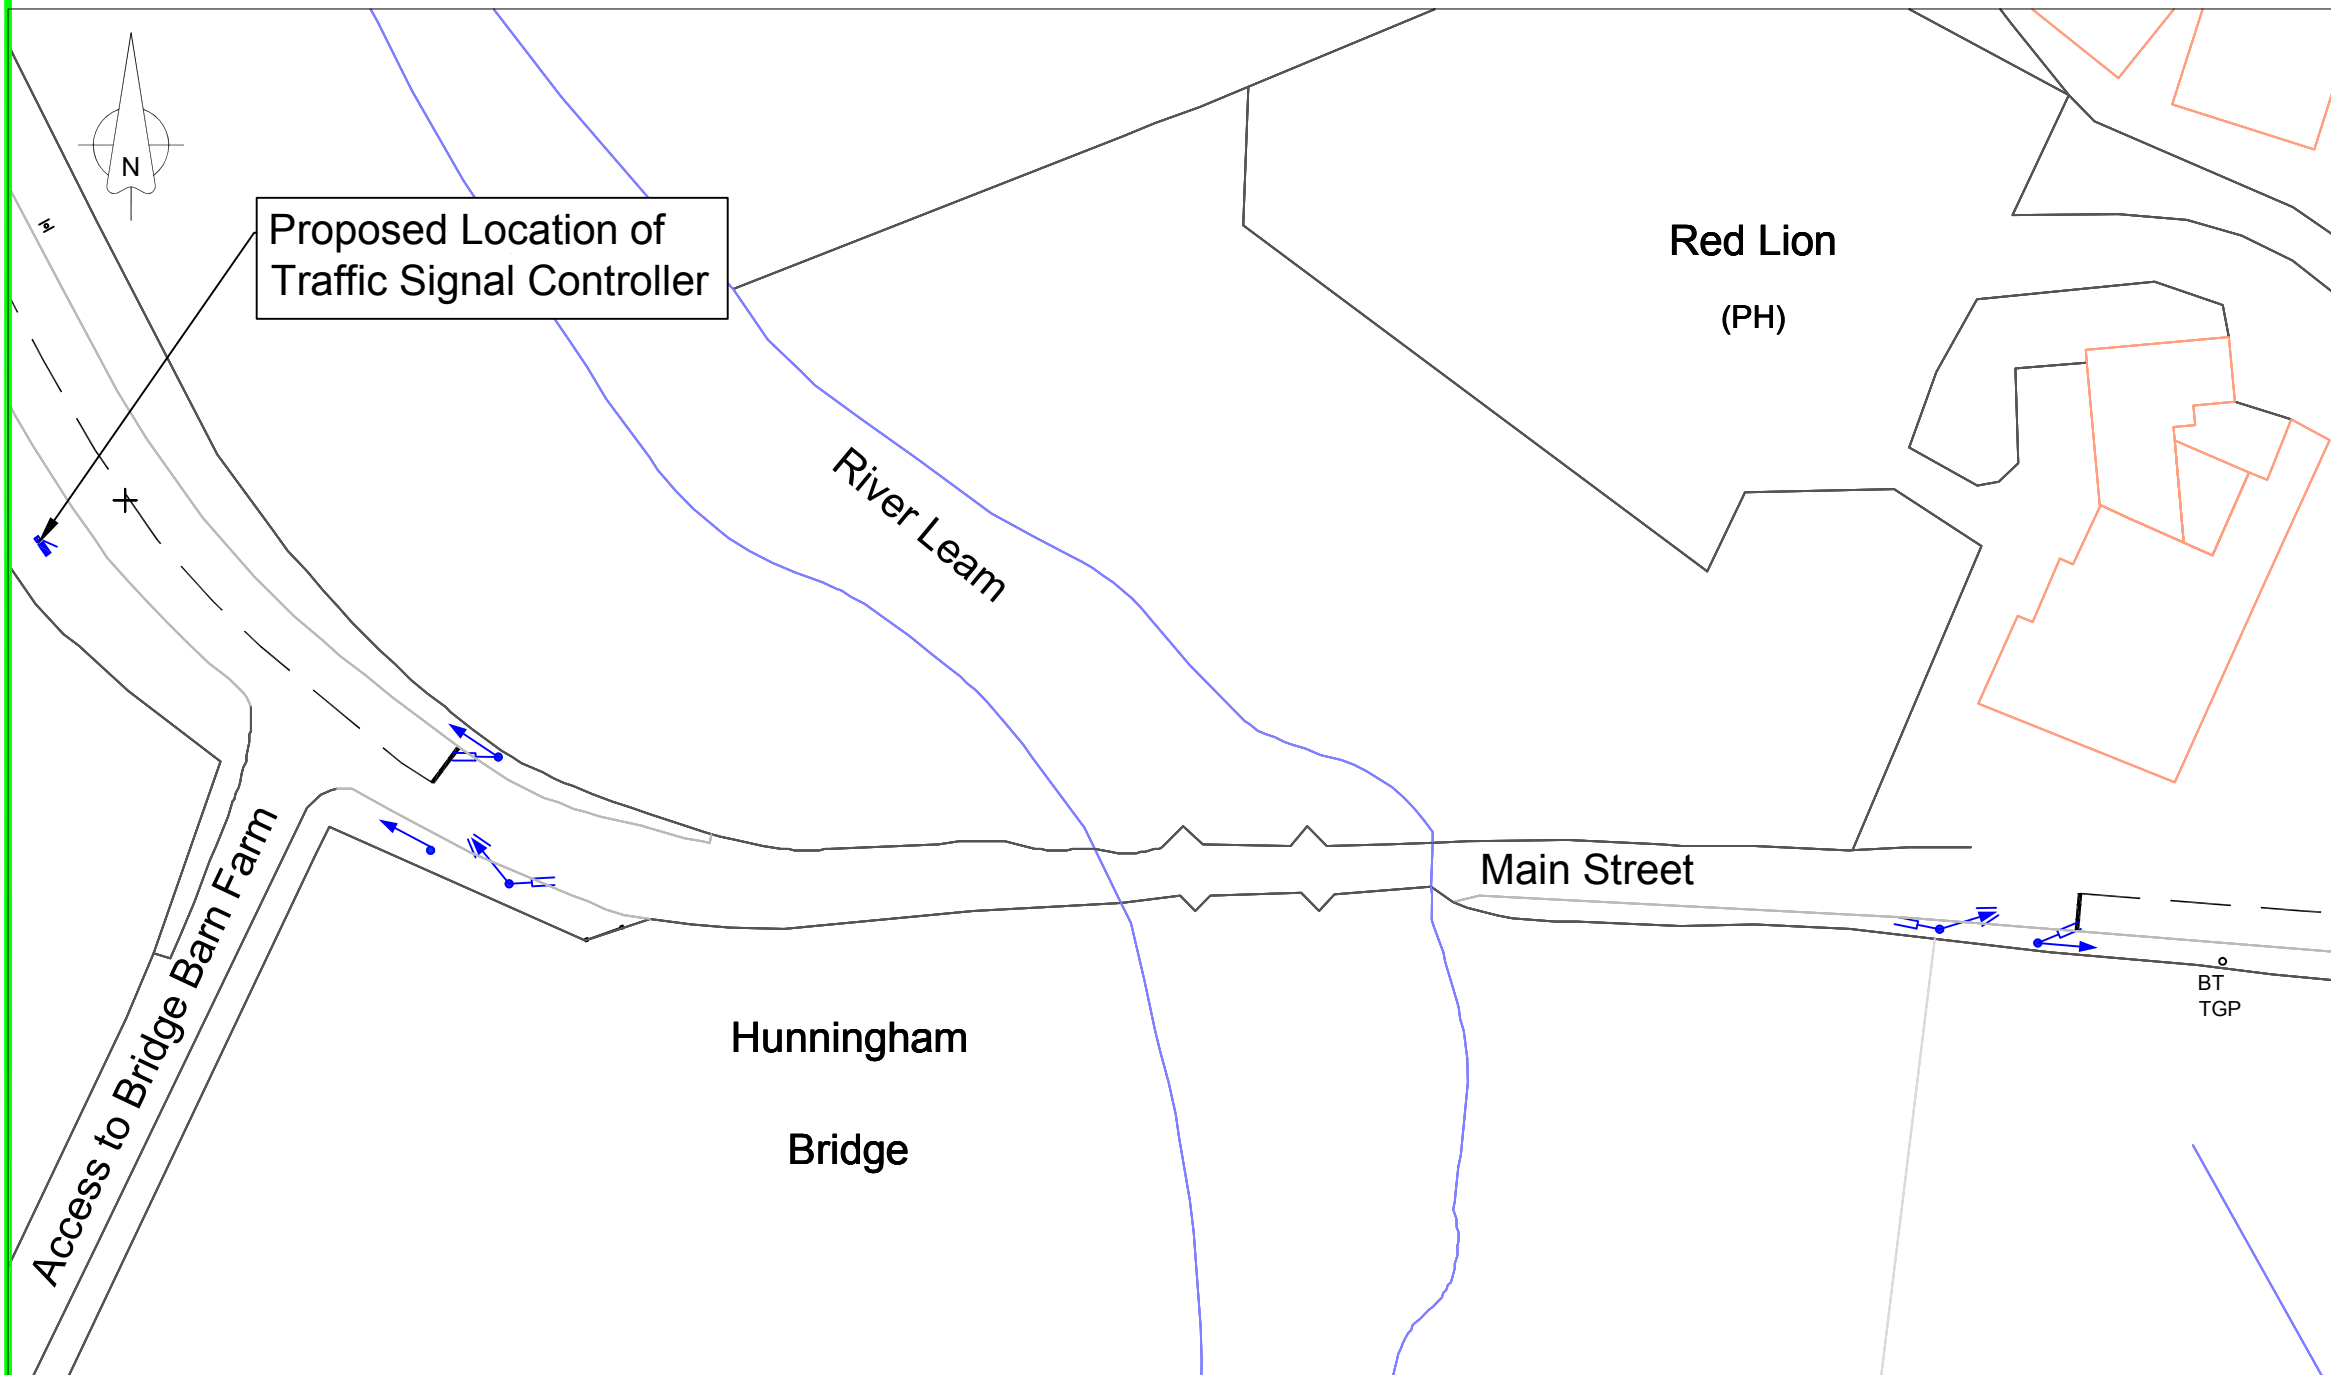 N
Proposed Location of
Traffic Signal Controller
Red Lion
(PH)
River Leam
Main Street
Access to Bridge Barn Farm
Hunningham
Bridge
BT
TGP